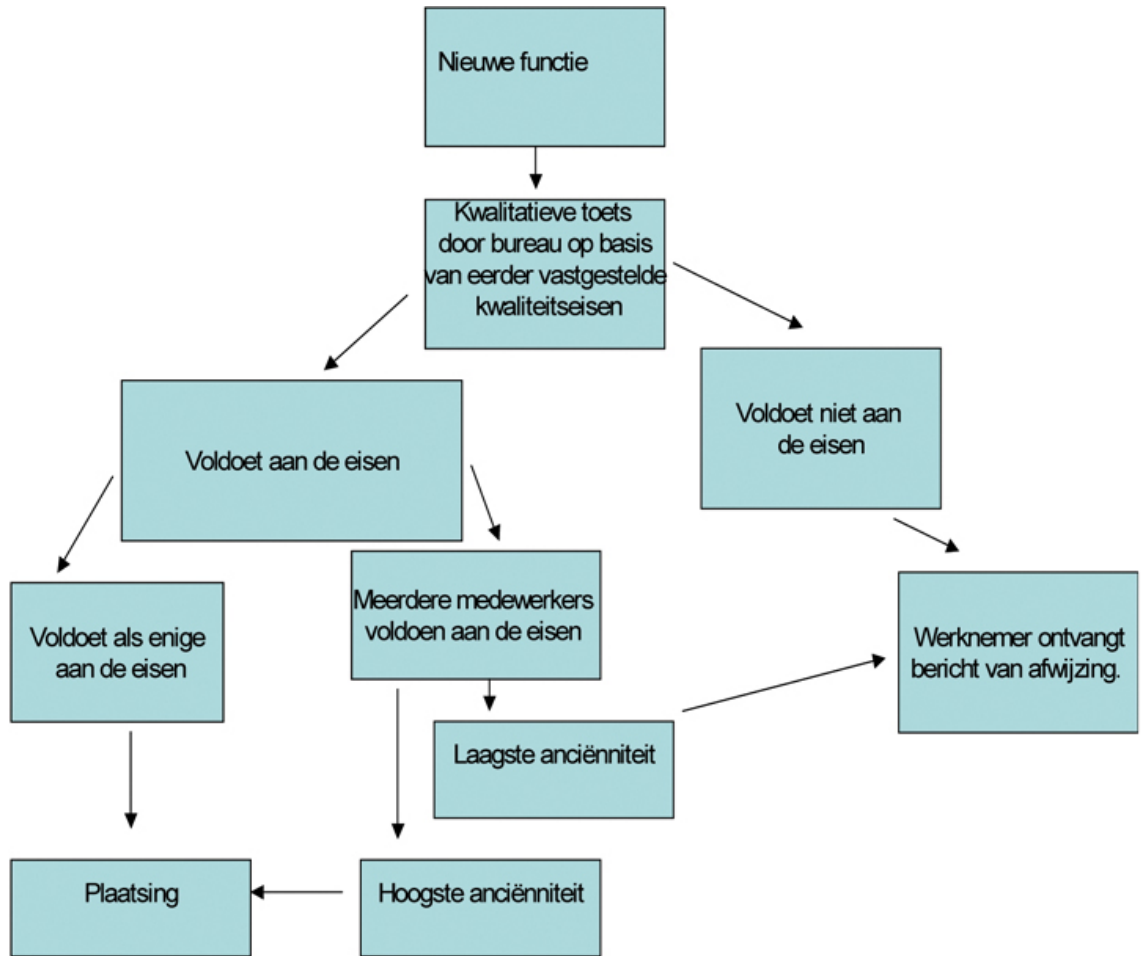 Nieuwe functie
Kwalitatieve toets
door bureau op basis
van eerder vastgestelde
kwaliteitseisen
Voldoet aan de eisen
Voldoet niet aan
de eisen
Voldoet als enige
aan de eisen
Meerdere medewerkers
voldoen aan de eisen
Werknemer ontvangt
bericht van afwijzing.
Laagste anciënniteit
Plaatsing
Hoogste anciënniteit